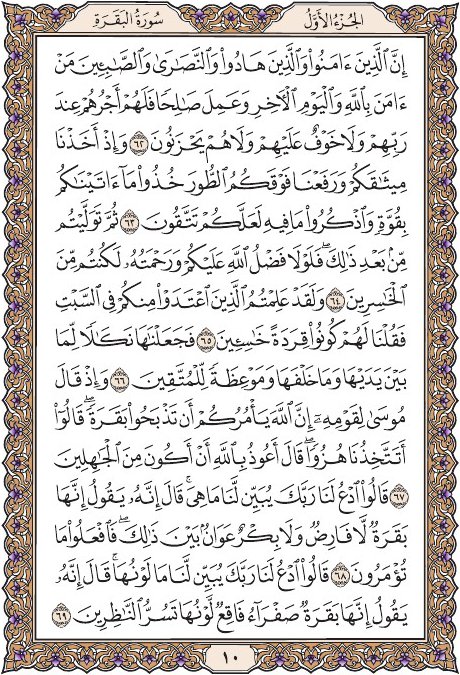 الجُزْءُ الأَوَّلُ
سُورَةُ البَقَرَةِ
إِنَّ ٱلَّذِينَ ءَامَنُوا۟ وَٱلَّذِينَ هَادُوا۟ وَٱلنَّصَٰرَىٰ وَٱلصَّٰبِـِٔينَ مَنْ
ءَامَنَ بِٱللَّهِ وَٱلْيَوْمِ ٱلْءَاخِرِ وَعَمِلَ صَٰلِحًا فَلَهُمْ أَجْرُهُمْ عِندَ
رَبِّهِمْ وَلَا خَوْفٌ عَلَيْهِمْ وَلَا هُمْ يَحْزَنُونَ ٦٢ وَإِذْ أَخَذْنَا
مِيثَٰقَكُمْ وَرَفَعْنَا فَوْقَكُمُ ٱلطُّورَ خُذُوا۟ مَآ ءَاتَيْنَٰكُم
بِقُوَّةٍ وَٱذْكُرُوا۟ مَا فِيهِ لَعَلَّكُمْ تَتَّقُونَ ٦٣ ثُمَّ تَوَلَّيْتُم
مِّنۢ بَعْدِ ذَٰلِكَ ۖ فَلَوْلَا فَضْلُ ٱللَّهِ عَلَيْكُمْ وَرَحْمَتُهُۥ لَكُنتُم مِّنَ
ٱلْخَٰسِرِينَ ٦٤ وَلَقَدْ عَلِمْتُمُ ٱلَّذِينَ ٱعْتَدَوْا۟ مِنكُمْ فِى ٱلسَّبْتِ
فَقُلْنَا لَهُمْ كُونُوا۟ قِرَدَةً خَٰسِـِٔينَ ٦٥ فَجَعَلْنَٰهَا نَكَٰلًا لِّمَا
بَيْنَ يَدَيْهَا وَمَا خَلْفَهَا وَمَوْعِظَةً لِّلْمُتَّقِينَ ٦٦ وَإِذْ قَالَ
مُوسَىٰ لِقَوْمِهِۦٓ إِنَّ ٱللَّهَ يَأْمُرُكُمْ أَن تَذْبَحُوا۟ بَقَرَةً ۖ قَالُوٓا۟
أَتَتَّخِذُنَا هُزُوًا ۖ قَالَ أَعُوذُ بِٱللَّهِ أَنْ أَكُونَ مِنَ ٱلْجَٰهِلِينَ
٦٧ قَالُوا۟ ٱدْعُ لَنَا رَبَّكَ يُبَيِّن لَّنَا مَا هِىَ ۚ قَالَ إِنَّهُۥ يَقُولُ إِنَّهَا
بَقَرَةٌ لَّا فَارِضٌ وَلَا بِكْرٌ عَوَانٌۢ بَيْنَ ذَٰلِكَ ۖ فَٱفْعَلُوا۟ مَا
تُؤْمَرُونَ ٦٨ قَالُوا۟ ٱدْعُ لَنَا رَبَّكَ يُبَيِّن لَّنَا مَا لَوْنُهَا ۚ قَالَ إِنَّهُۥ
يَقُولُ إِنَّهَا بَقَرَةٌ صَفْرَآءُ فَاقِعٌ لَّوْنُهَا تَسُرُّ ٱلنَّٰظِرِينَ ٦٩
١٠